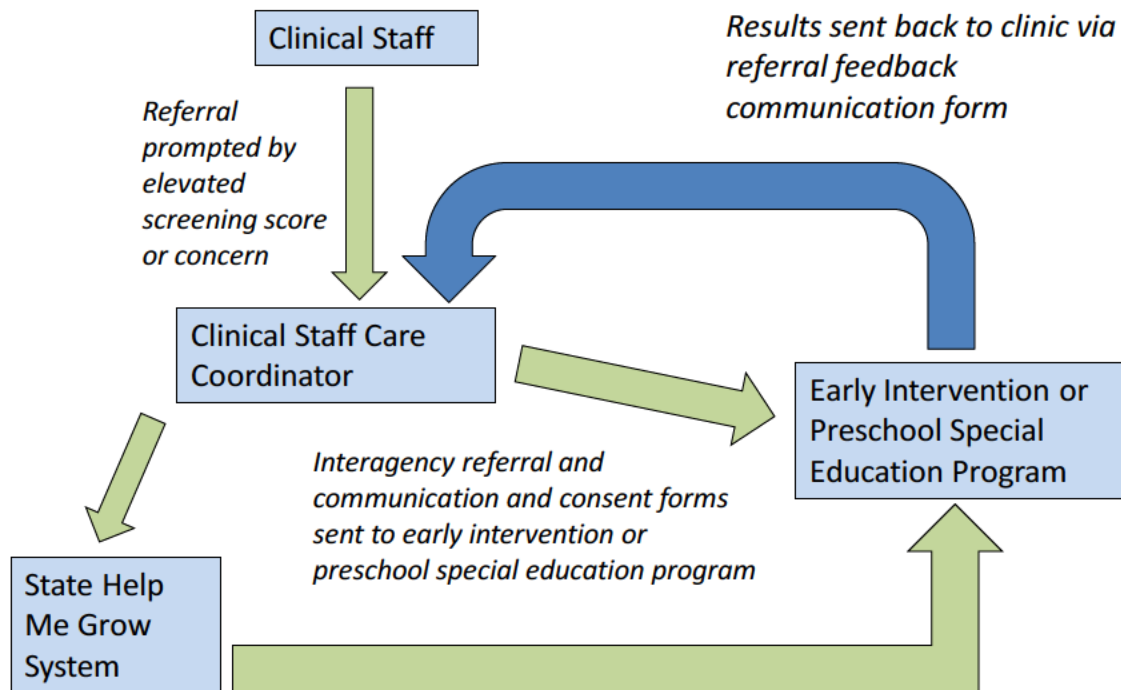 Clinical Staff
Results sent back to clinic via
referral feedback
communication form
Referral
prompted by
elevated
screening score
or concern
Clinical Staff Care
Coordinator
Early Intervention or
Preschool Special
Education Program
Interagency referral and
communication and consent forms
sent to early intervention or
preschool special education program
State Help
Me Grow
System